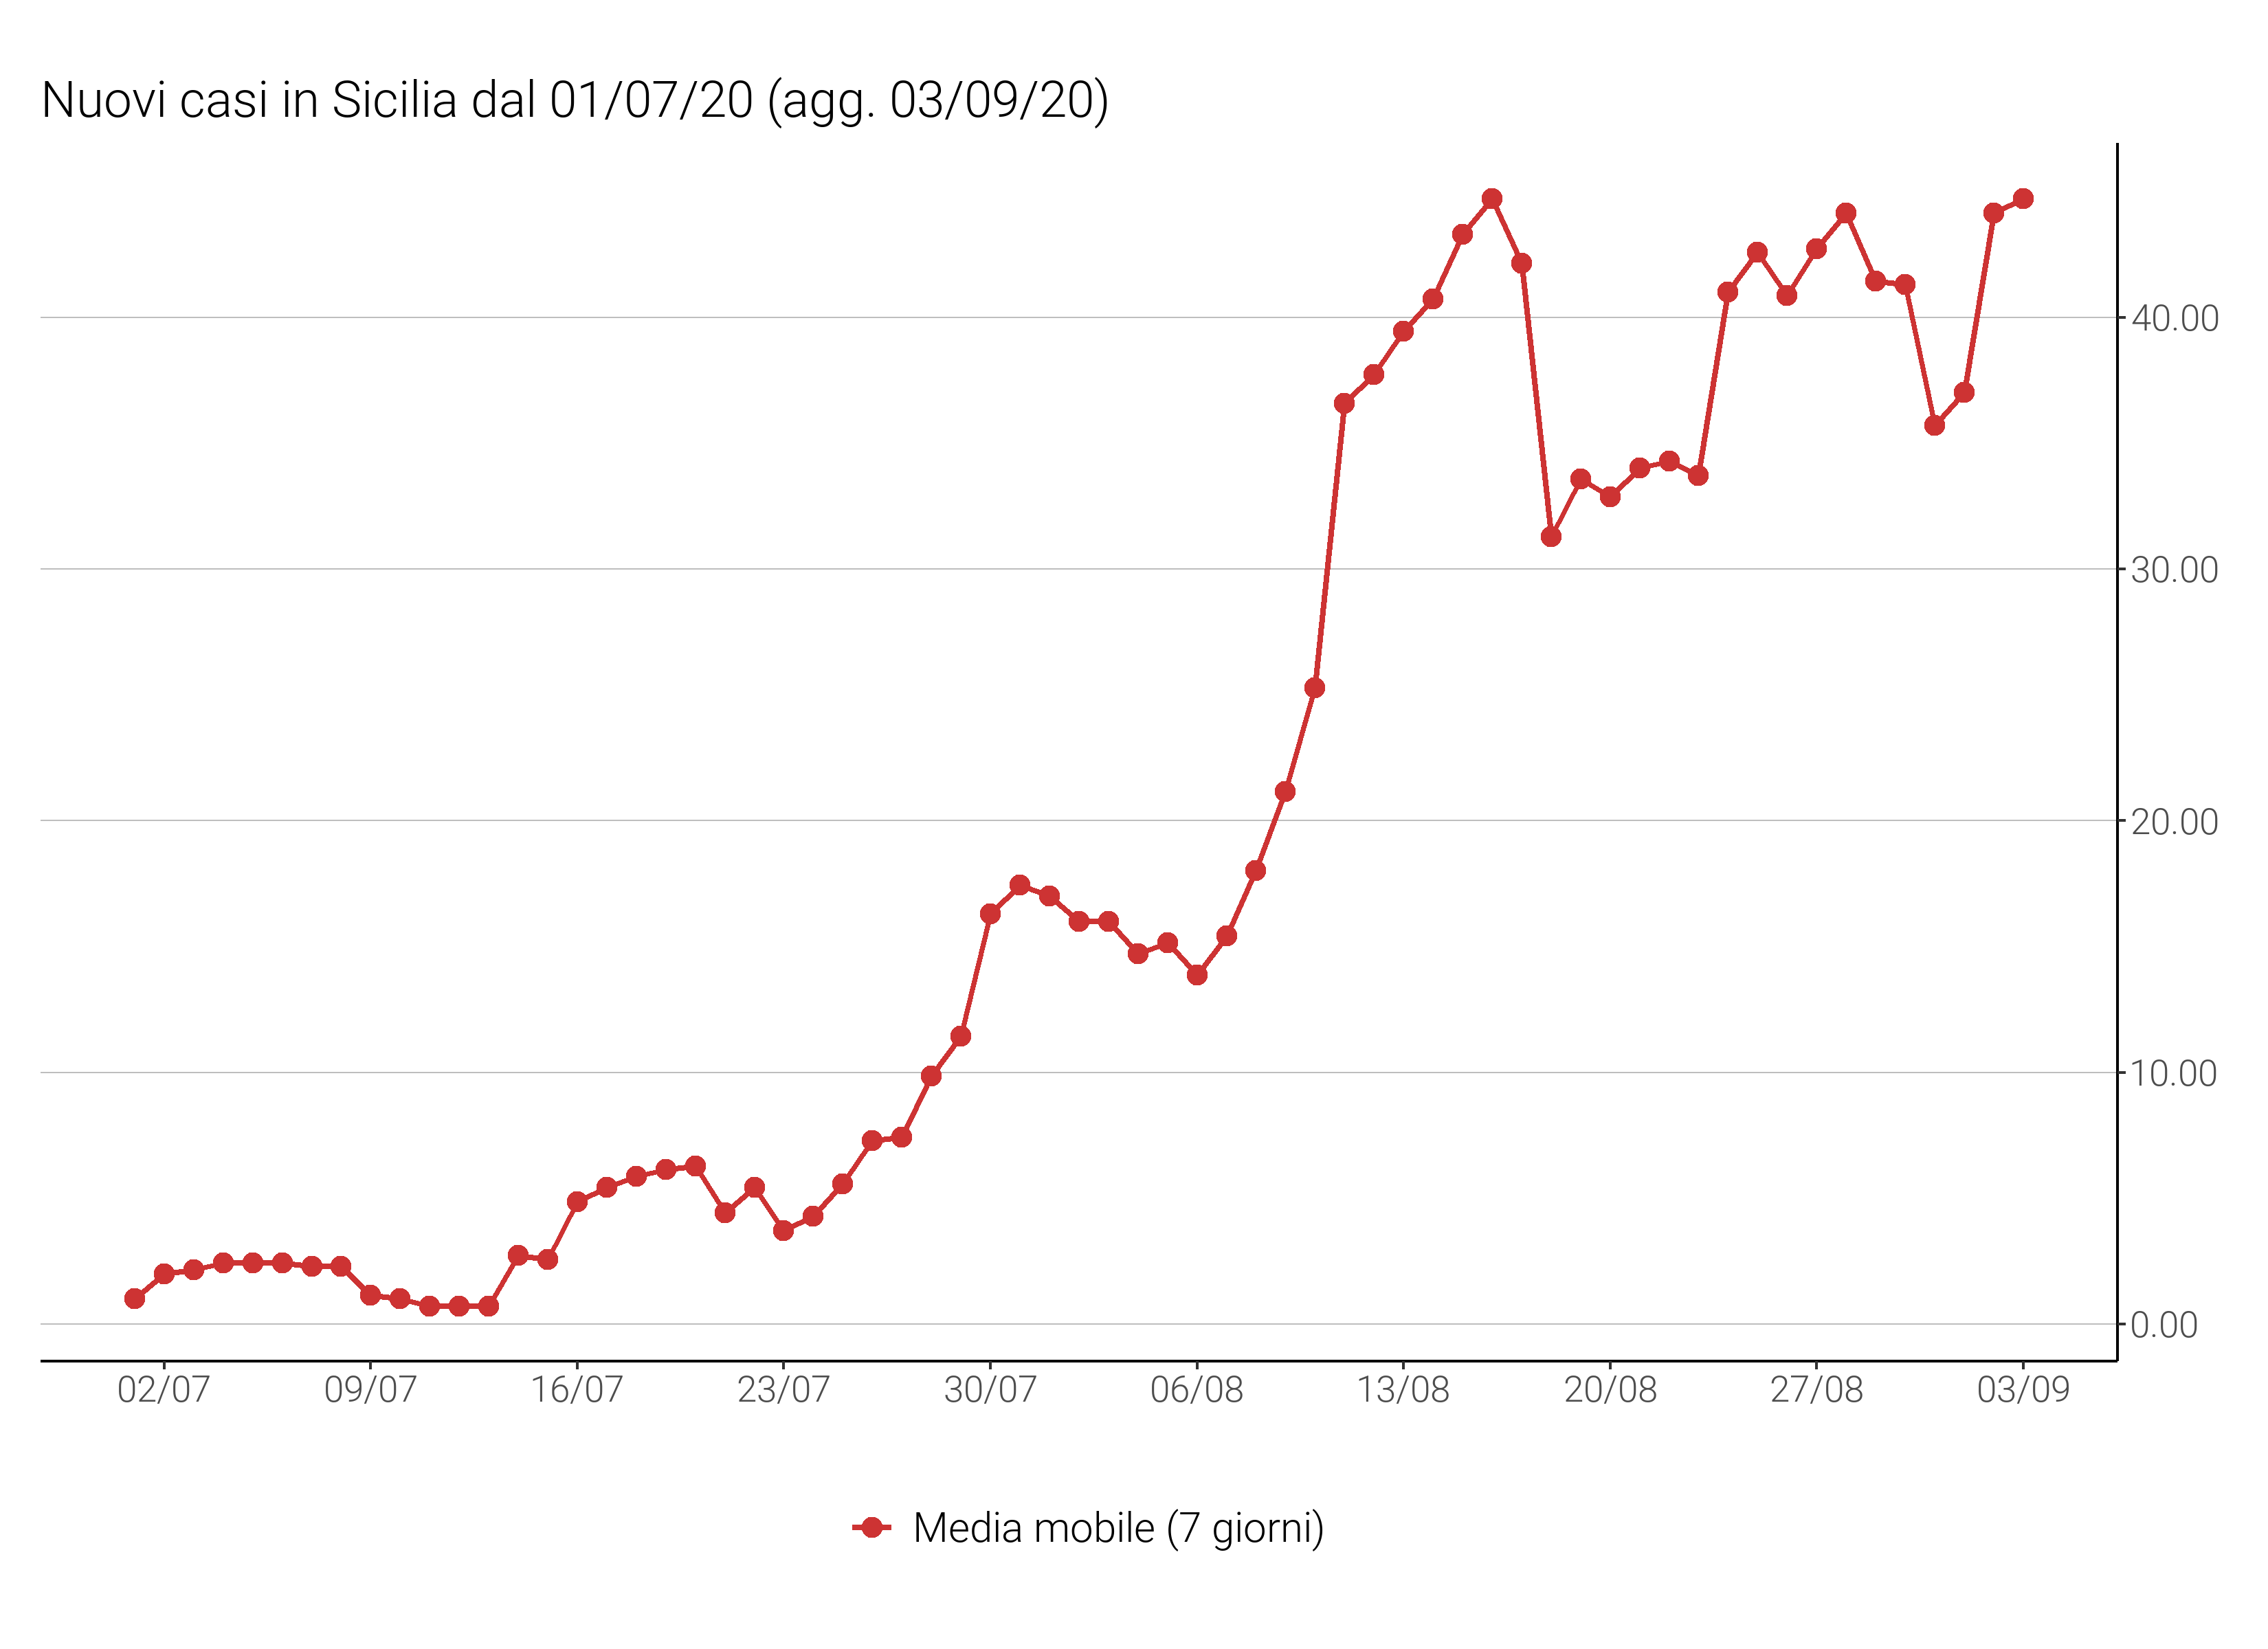 Nuovi casi in Sicilia dal 01/07/20 (agg. 03/09/20)
40.00
30.00
20.00
10.00
0.00
02/07 09/07 16/07 23/07 30/07 06/08 13/08 20/08 27/08 03/09
Media mobile (7 giorni)